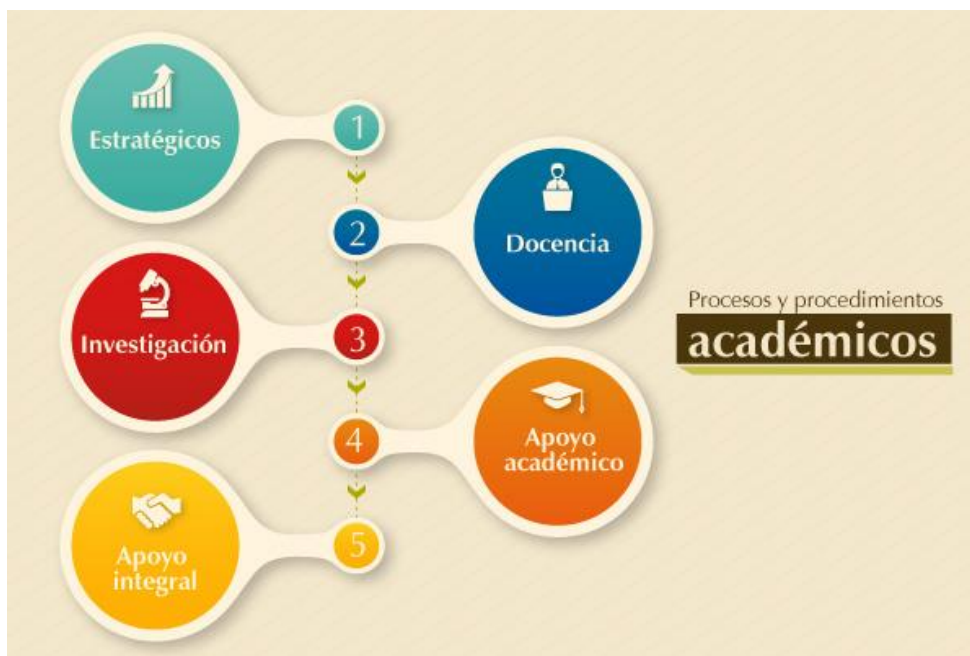 Estratégicos
1
2
Docencia
Investigación
3
Procesos y procedimientos
académicos
4
Apoyo
académico
Apoyo
integral
5